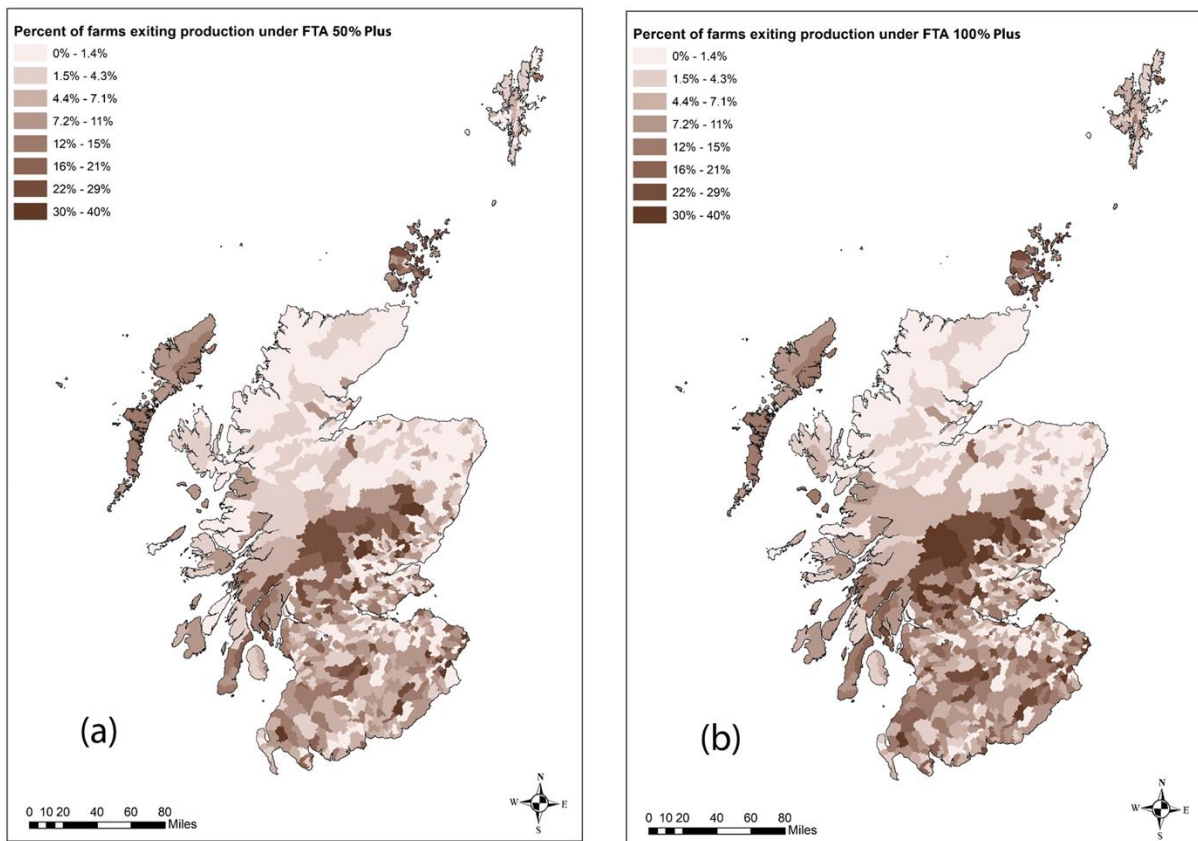 Percent of farms exiting production under FTA 50% Plus
0% - 1.4%
1.5% - 4.3%
4.4% - 7.1%
7.2% - 11%
12% - 15%
16% - 21%
22% - 29%
30% - 40%
(a)
N
W E
S
0 10 20 40 60 80
Miles
Percent of farms exiting production under FTA 100% Plus
0% - 1.4%
1.5% - 4.3%
4.4% - 7.1%
7.2% - 11%
12% - 15%
16% - 21%
22% - 29%
30% - 40%
(b)
N
W E
S
0 10 20 40 60 80
Miles